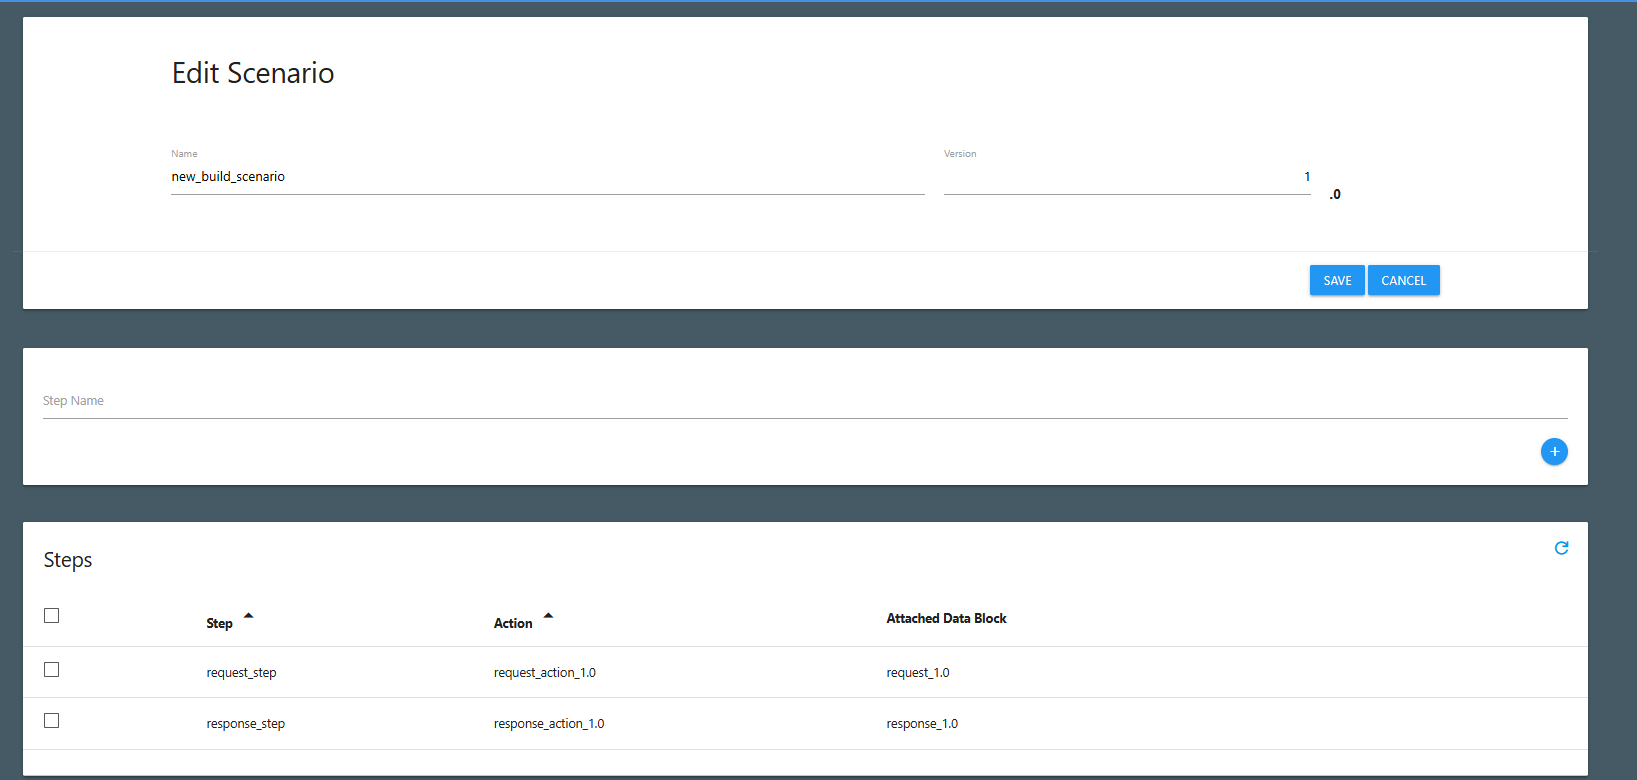 Edit Scenario
Name
Version
new_build_scenario
1
.0
SAVE CANCEL
Step Name
+
Steps
Step Action Attached Data Block
request_step request_action_1.0 request_1.0
response_step response_action_1.0 response_1.0